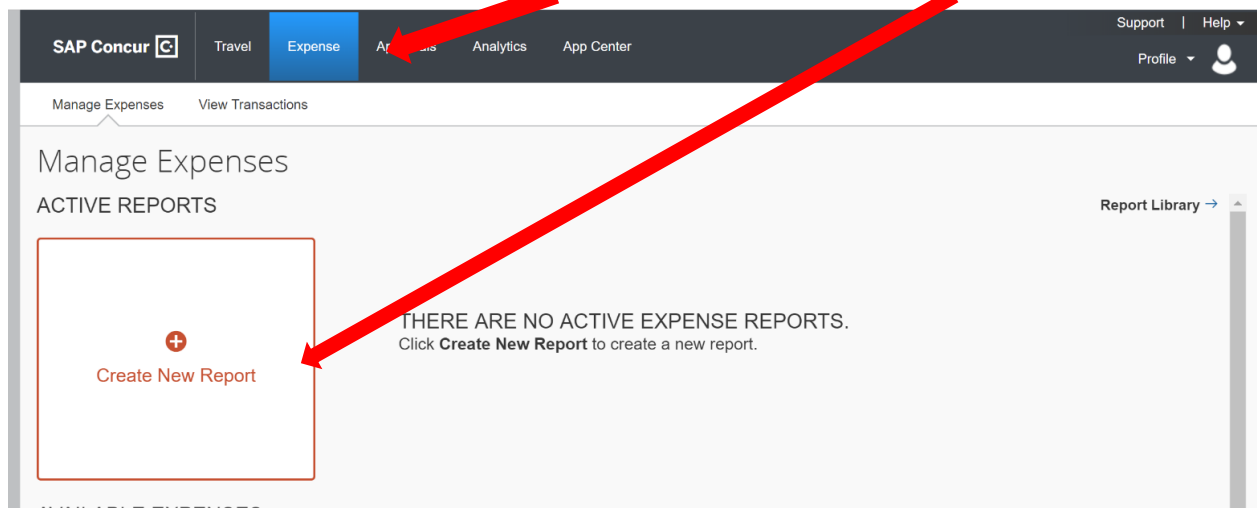 Support | Help
SAP Concur C Travel Expense Analytics App Center
Profile
Manage Expenses View Transactions
Manage Expenses
ACTIVE REPORTS
Report Library →
THERE ARE NO ACTIVE EXPENSE REPORTS.
Click Create New Report to create a new report.
Create New Report